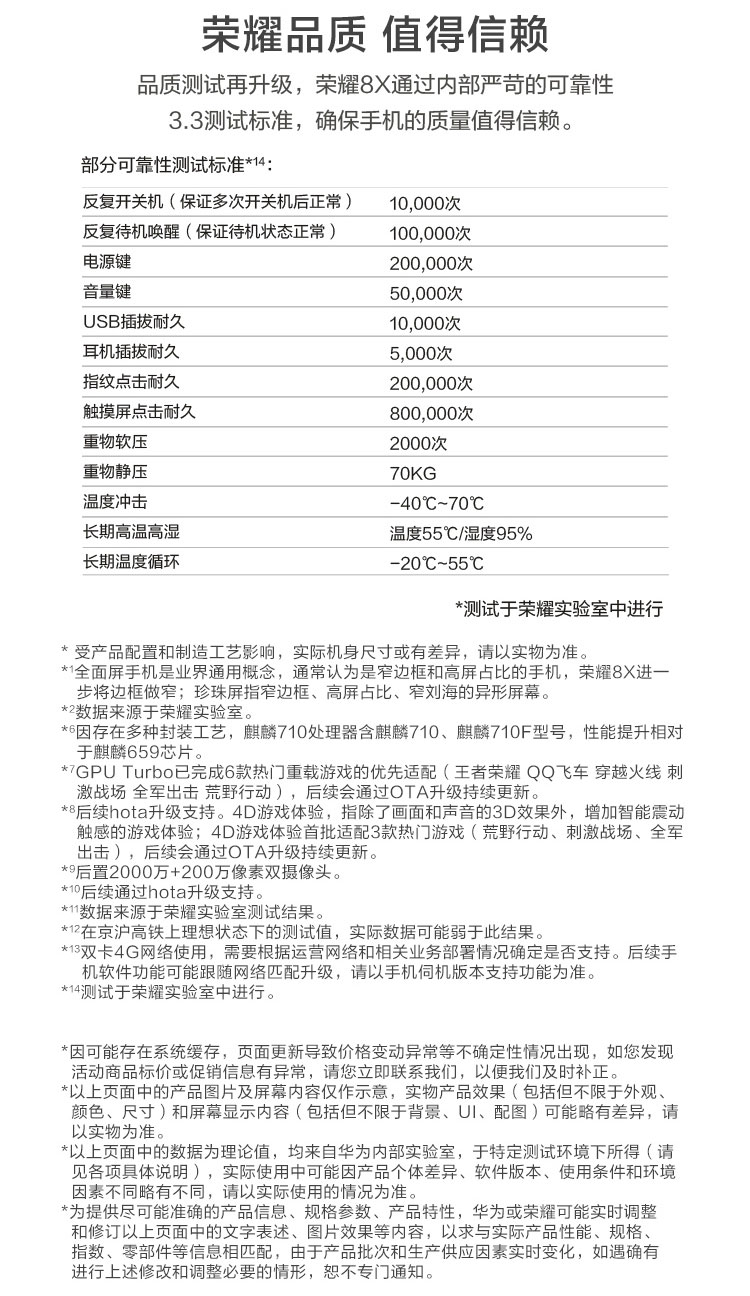 荣耀品质 值得信赖
品质测试再升级，荣耀8X通过内部严苛的可靠性
3.3测试标准，确保手机的质量值得信赖。
部分可靠性测试标准*14：
反复开关机（保证多次开关机后正常） 10,000次
反复待机唤醒（保证待机状态正常） 100,000次
电源键 200,000次
音量键 50,000次
USB插拔耐久 10,000次
耳机插拔耐久 5,000次
指纹点击耐久 200,000次
触摸屏点击耐久 800,000次
重物软压 2000次
重物静压 70KG
温度冲击 -40℃~70℃
长期高温高湿 温度55℃/湿度95%
长期温度循环 -20℃~55℃
*测试于荣耀实验室中进行
* 受产品配置和制造工艺影响，实际机身尺寸或有差异，请以实物为准。
*1全面屏手机是业界通用概念，通常认为是窄边框和高屏占比的手机，荣耀8X进一
步将边框做窄；珍珠屏指窄边框、高屏占比、窄刘海的异形屏幕。
*2数据来源于荣耀实验室。
*6因存在多种封装工艺，麒麟710处理器含麒麟710、麒麟710F型号，性能提升相对
于麒麟659芯片。
*7GPU Turbo已完成6款热门重载游戏的优先适配（王者荣耀 QQ飞车 穿越火线 刺
激战场 全军出击 荒野行动），后续会通过OTA升级持续更新。
*8后续hota升级支持。4D游戏体验，指除了画面和声音的3D效果外，增加智能震动
触感的游戏体验；4D游戏体验首批适配3款热门游戏（荒野行动、刺激战场、全军
出击），后续会通过OTA升级持续更新。
*9后置2000万+200万像素双摄像头。
*10后续通过hota升级支持。
*11数据来源于荣耀实验室测试结果。
*12在京沪高铁上理想状态下的测试值，实际数据可能弱于此结果。
*13双卡4G网络使用，需要根据运营网络和相关业务部署情况确定是否支持。后续手
机软件功能可能跟随网络匹配升级，请以手机伺机版本支持功能为准。
*14测试于荣耀实验室中进行。
*因可能存在系统缓存，页面更新导致价格变动异常等不确定性情况出现，如您发现
活动商品标价或促销信息有异常，请您立即联系我们，以便我们及时补正。
*以上页面中的产品图片及屏幕内容仅作示意，实物产品效果（包括但不限于外观、
颜色、尺寸）和屏幕显示内容（包括但不限于背景、UI、配图）可能略有差异，请
以实物为准。
*以上页面中的数据为理论值，均来自华为内部实验室，于特定测试环境下所得（请
见各项具体说明），实际使用中可能因产品个体差异、软件版本、使用条件和环境
因素不同略有不同，请以实际使用的情况为准。
*为提供尽可能准确的产品信息、规格参数、产品特性，华为或荣耀可能实时调整
和修订以上页面中的文字表述、图片效果等内容，以求与实际产品性能、规格、
指数、零部件等信息相匹配，由于产品批次和生产供应因素实时变化，如遇确有
进行上述修改和调整必要的情形，恕不专门通知。